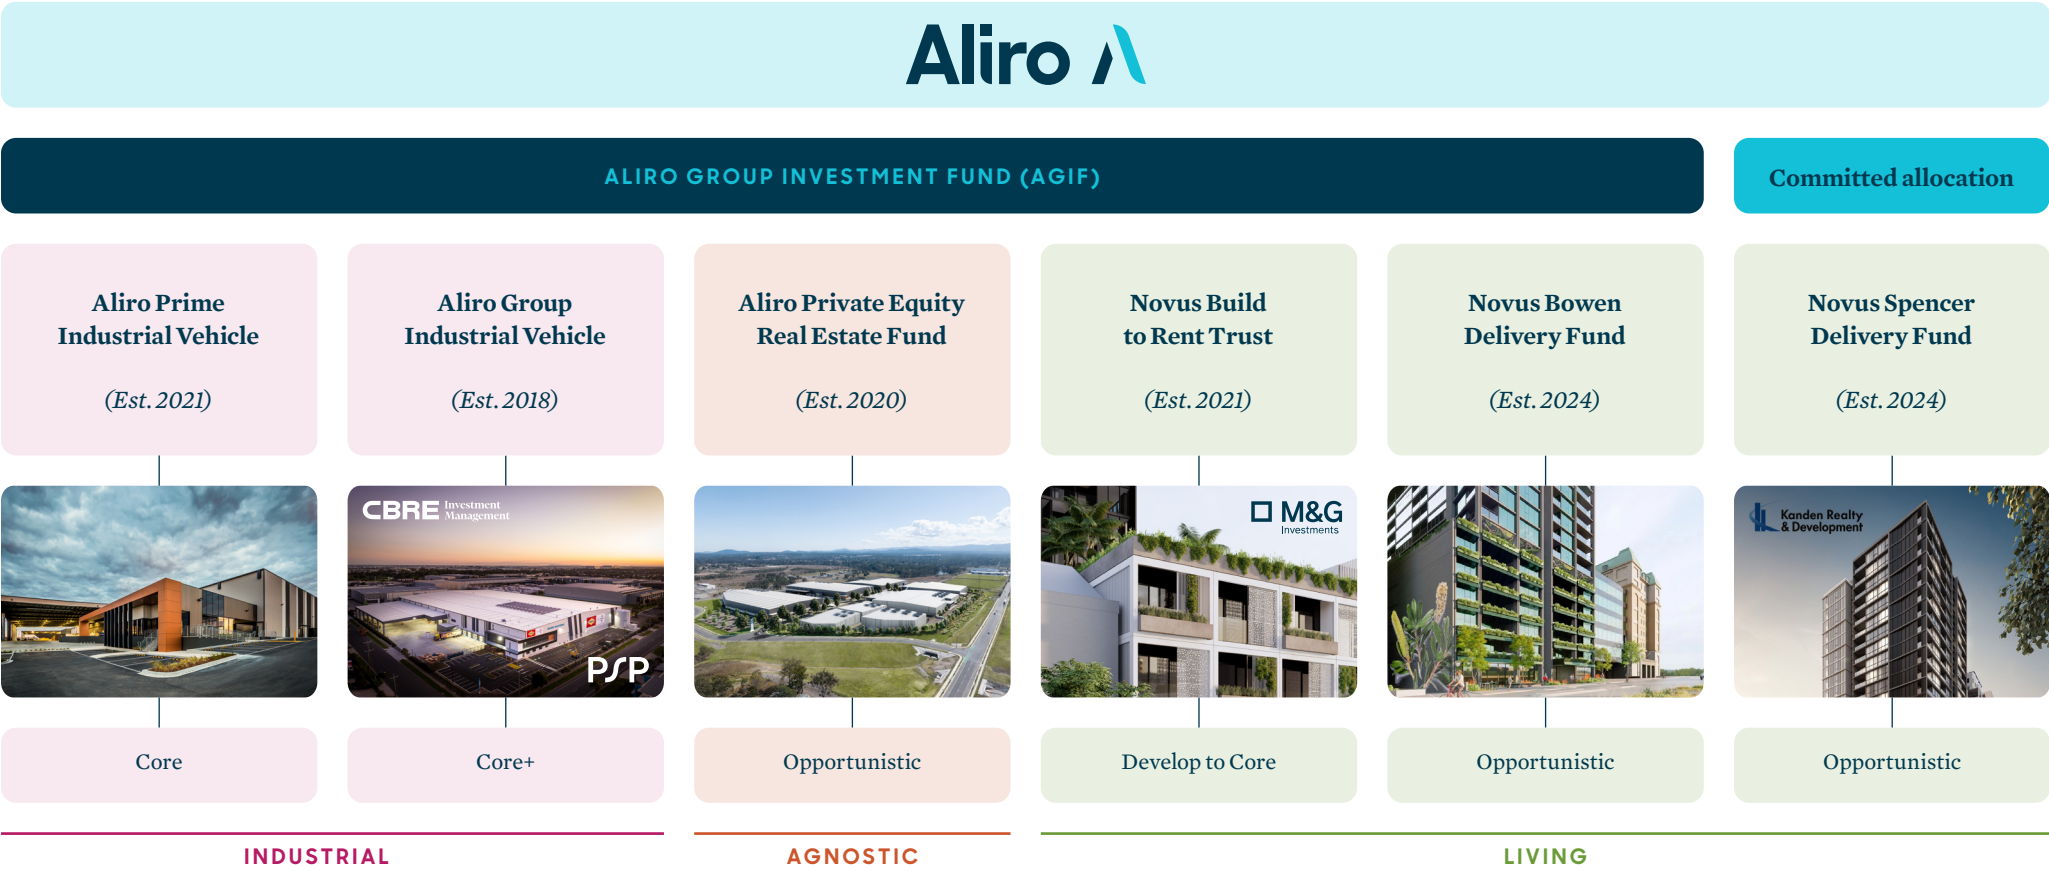 Aliro
ALIRO GROUP INVESTMENT FUND (AGIF)
Committed allocation
Aliro Prime
Industrial Vehicle
(Est. 2021)
Aliro Group
Industrial Vehicle
(Est. 2018)
Aliro Private Equity
Real Estate Fund
(Est. 2020)
Novus Build
to Rent Trust
(Est. 2021)
Novus Bowen
Delivery Fund
(Est. 2024)
Novus Spencer
Delivery Fund
(Est. 2024)
CBRE Investment
Management
PSP
M&G
Investments
Kanden Realty
& Development
Core
Core+
Opportunistic
Develop to Core
Opportunistic
Opportunistic
INDUSTRIAL
AGNOSTIC
LIVING